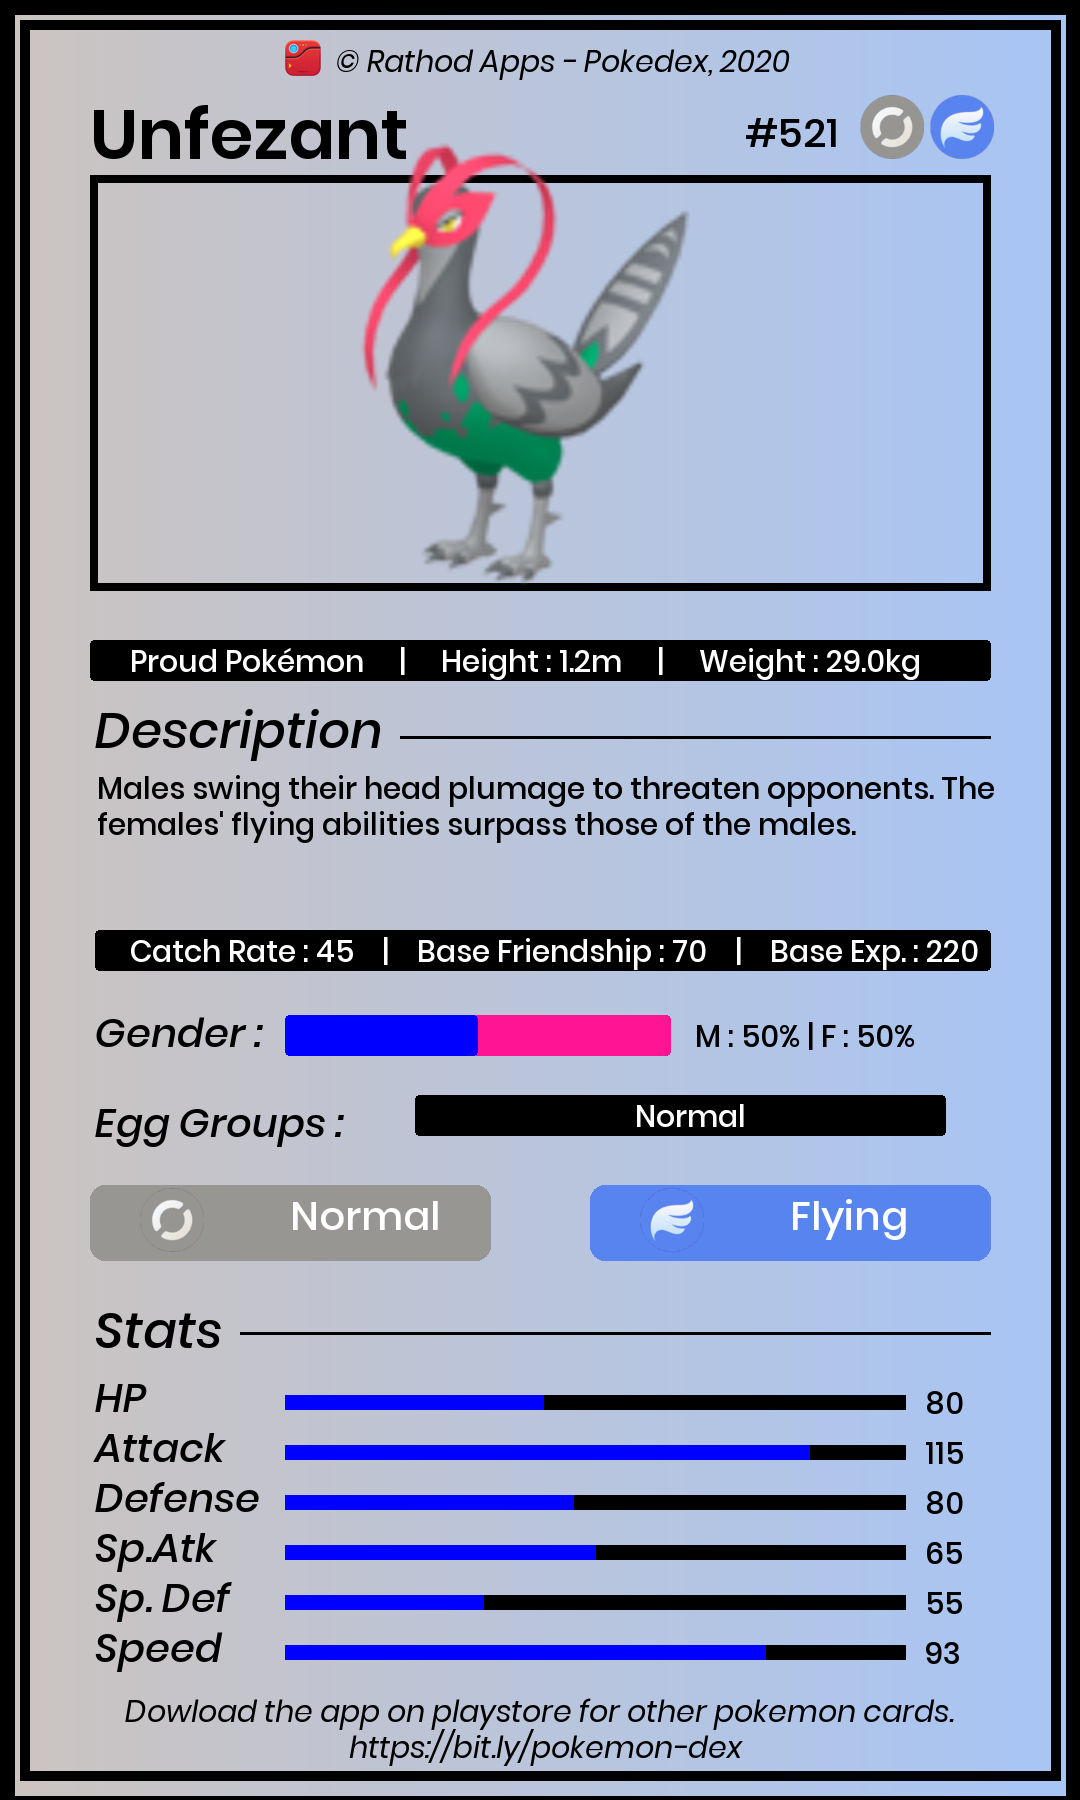 © Rathod Apps - Pokedex, 2020
Unfezant #521
Proud Pokémon | Height : 1.2m | Weight : 29.0kg
Description
Males swing their head plumage to threaten opponents. The
females' flying abilities surpass those of the males.
Catch Rate : 45 | Base Friendship : 70 | Base Exp. : 220
Gender : M : 50% | F : 50%
Egg Groups : Normal
Normal Flying
Stats
HP 80
Attack 115
Defense 80
Sp.Atk 65
Sp. Def 55
Speed 93
Dowload the app on playstore for other pokemon cards.
https://bit.ly/pokemon-dex